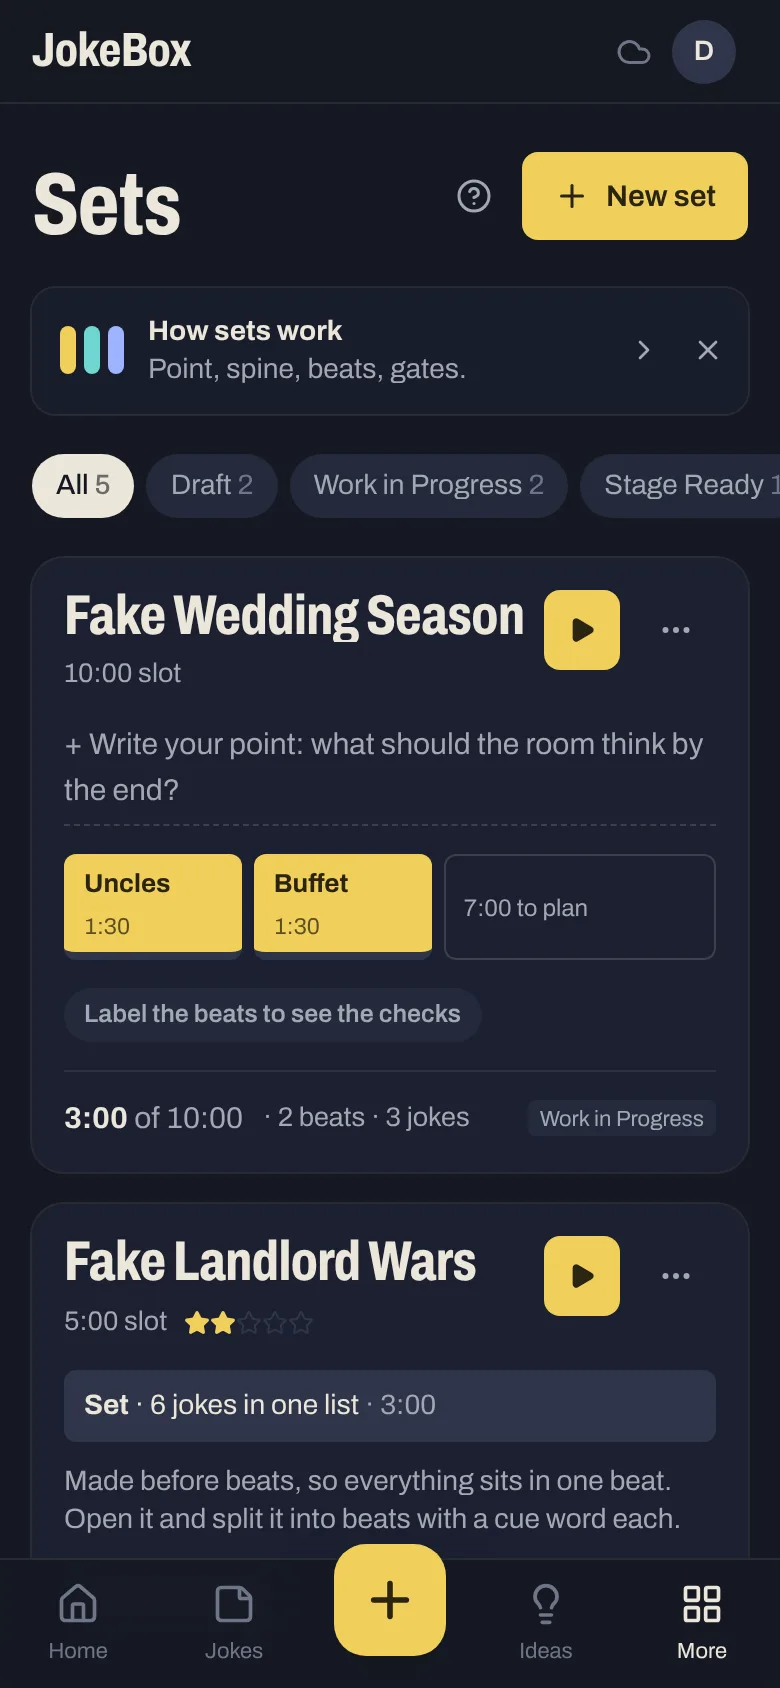 JokeBox
D
Sets
? + New set
How sets work
Point, spine, beats, gates.
All 5 Draft 2 Work in Progress 2 Stage Ready 1
Fake Wedding Season
10:00 slot
+ Write your point: what should the room think by
the end?
Uncles Buffet
1:30 1:30 7:00 to plan
Label the beats to see the checks
3:00 of 10:00 · 2 beats · 3 jokes Work in Progress
Fake Landlord Wars
5:00 slot
Set · 6 jokes in one list · 3:00
Made before beats, so everything sits in one beat.
Open it and split it into beats with a cue word each.
Home Jokes Ideas More